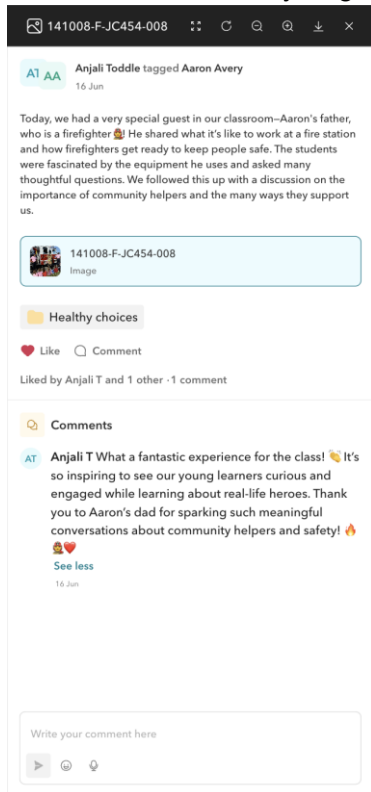 141008-F-JC454-008
AT AA
Anjali Toddle tagged Aaron Avery
16 Jun
Today, we had a very special guest in our classroom—Aaron's father,
who is a firefighter 🧑‍🚒! He shared what it's like to work at a fire station
and how firefighters get ready to keep people safe. The students
were fascinated by the equipment he uses and asked many
thoughtful questions. We followed this up with a discussion on the
importance of community helpers and the many ways they support
us.
141008-F-JC454-008
Image
Healthy choices
Like Comment
Liked by Anjali T and 1 other · 1 comment
Comments
AT
Anjali T What a fantastic experience for the class! 👏 It's
so inspiring to see our young learners curious and
engaged while learning about real-life heroes. Thank
you to Aaron's dad for sparking such meaningful
conversations about community helpers and safety! 🔥
🧑‍🚒❤️
See less
16 Jun
Write your comment here